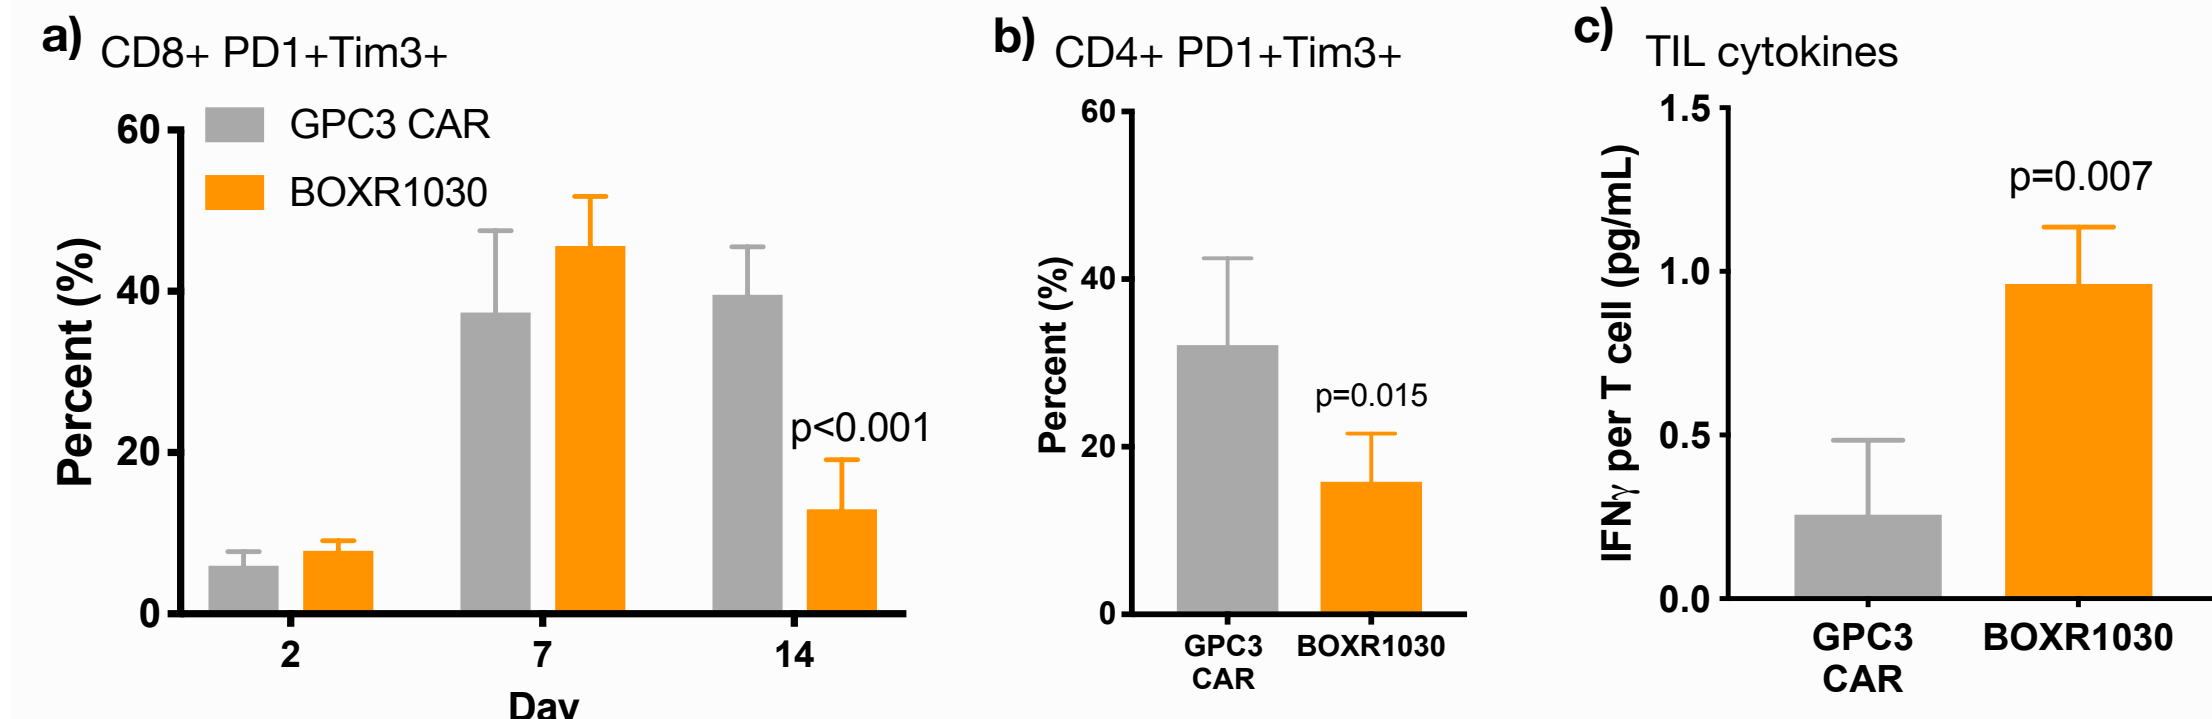 a) CD8+ PD1+Tim3+
GPC3 CAR
BOXR1030
Percent (%)
60
40
20
0
p<0.001
2 7 14
Day
b) CD4+ PD1+Tim3+
Percent (%)
60
40
20
0
p=0.015
GPC3 CAR
BOXR1030
c) TIL cytokines
IFNγ per T cell (pg/mL)
1.5
1.0
0.5
0.0
p=0.007
GPC3 CAR
BOXR1030